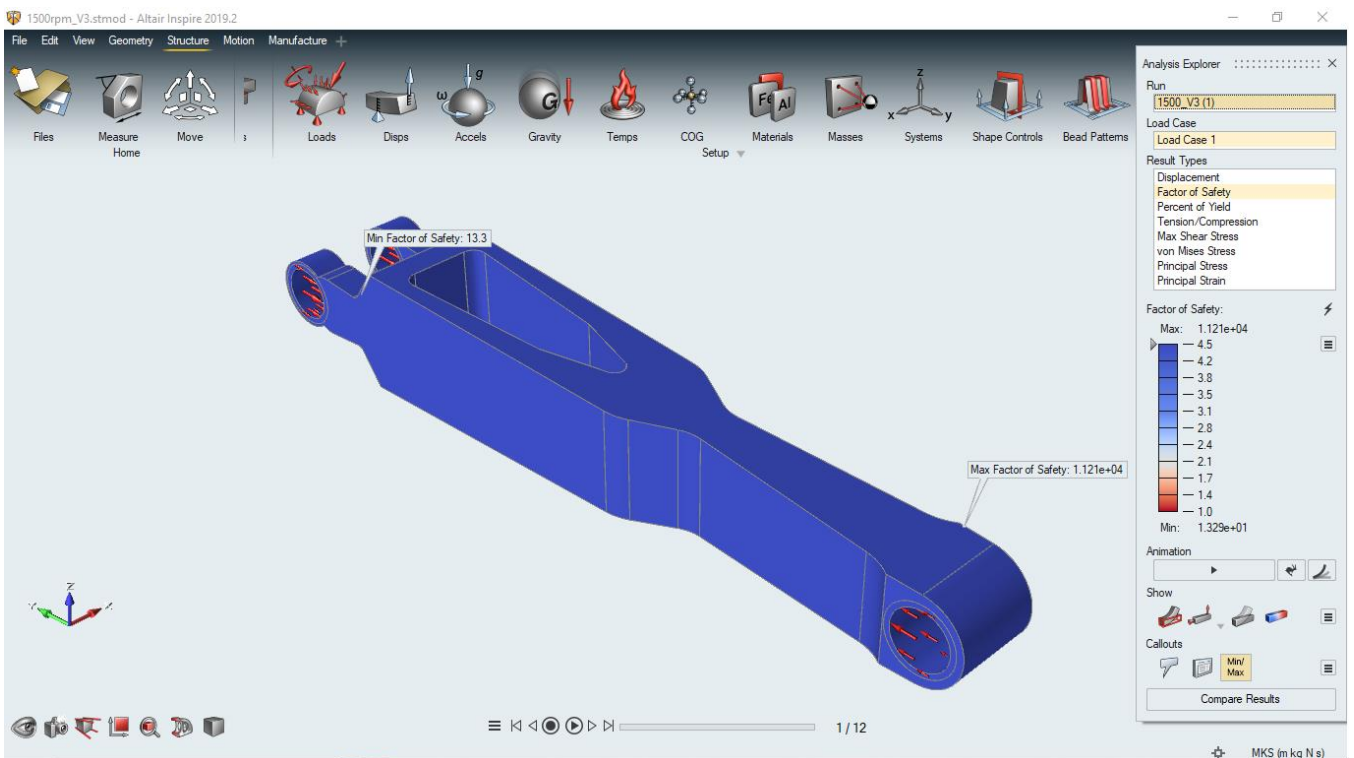 1500rpm_V3.stmod - Altair Inspire 2019.2
File Edit View Geometry Structure Motion Manufacture +
Files Measure Move s Loads Disps Accels Gravity Temps COG Materials Masses Systems Shape Controls Bead Patterns
Home Setup
ω g
G
Fe Al
z
x y
Analysis Explorer
Run
1500_V3 (1)
Load Case
Load Case 1
Result Types
Displacement
Factor of Safety
Percent of Yield
Tension/Compression
Max Shear Stress
von Mises Stress
Principal Stress
Principal Strain
Factor of Safety:
Max: 1.121e+04
4.5
4.2
3.8
3.5
3.1
2.8
2.4
2.1
1.7
1.4
1.0
Min: 1.329e+01
Animation
Show
Callouts
Min/
Max
Compare Results
Min Factor of Safety: 13.3
Max Factor of Safety: 1.121e+04
Z
1 / 12
MKS (m kg N s)